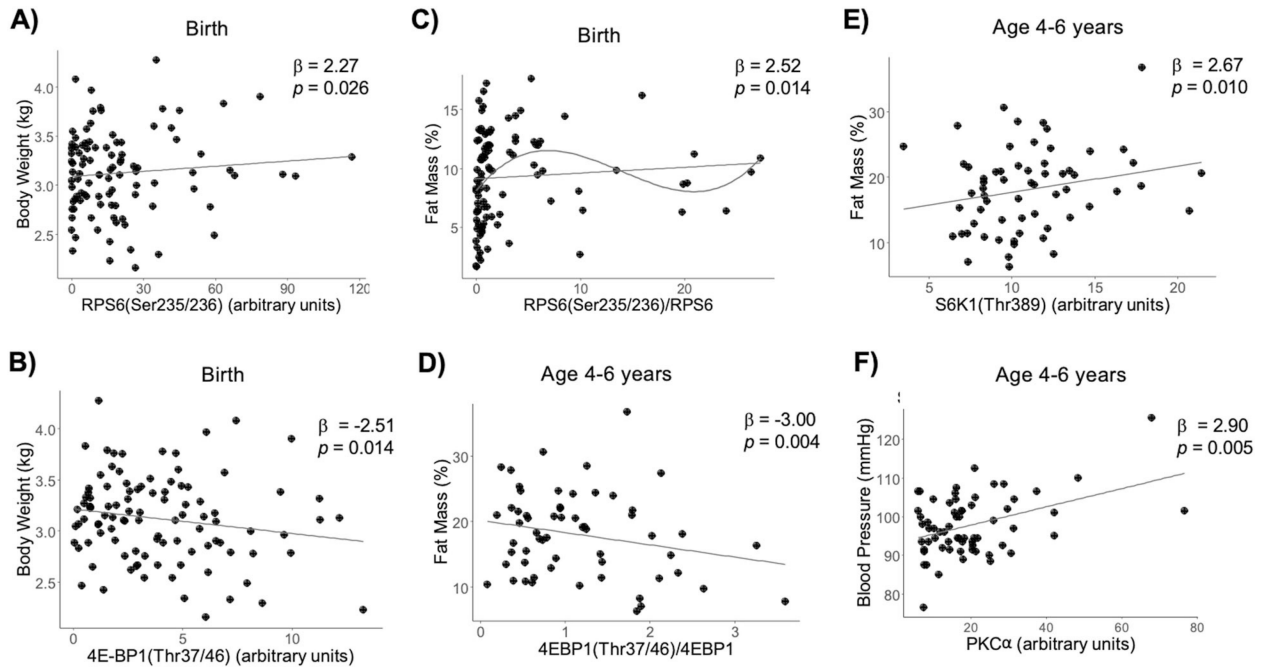 A)
Birth
β = 2.27
p = 0.026
Body Weight (kg)
4.0
3.5
3.0
2.5
0 30 60 90 120
RPS6(Ser235/236) (arbitrary units)
C)
Birth
β = 2.52
p = 0.014
Fat Mass (%)
15
10
5
0 10 20
RPS6(Ser235/236)/RPS6
E)
Age 4-6 years
β = 2.67
p = 0.010
Fat Mass (%)
30
20
10
5 10 15 20
S6K1(Thr389) (arbitrary units)
B)
Birth
β = -2.51
p = 0.014
Body Weight (kg)
4.0
3.5
3.0
2.5
0 5 10
4E-BP1(Thr37/46) (arbitrary units)
D)
Age 4-6 years
β = -3.00
p = 0.004
Fat Mass (%)
30
20
10
0 1 2 3
4EBP1(Thr37/46)/4EBP1
F)
Age 4-6 years
β = 2.90
p = 0.005
Blood Pressure (mmHg)
120
110
100
90
80
20 40 60 80
PKCα (arbitrary units)